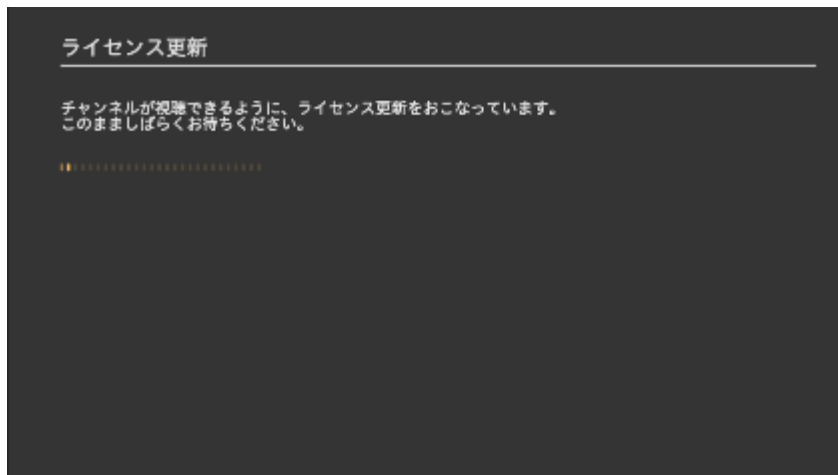 ライセンス更新
チャンネルが視聴できるように、ライセンス更新をおこなっています。
このまましばらくお待ちください。